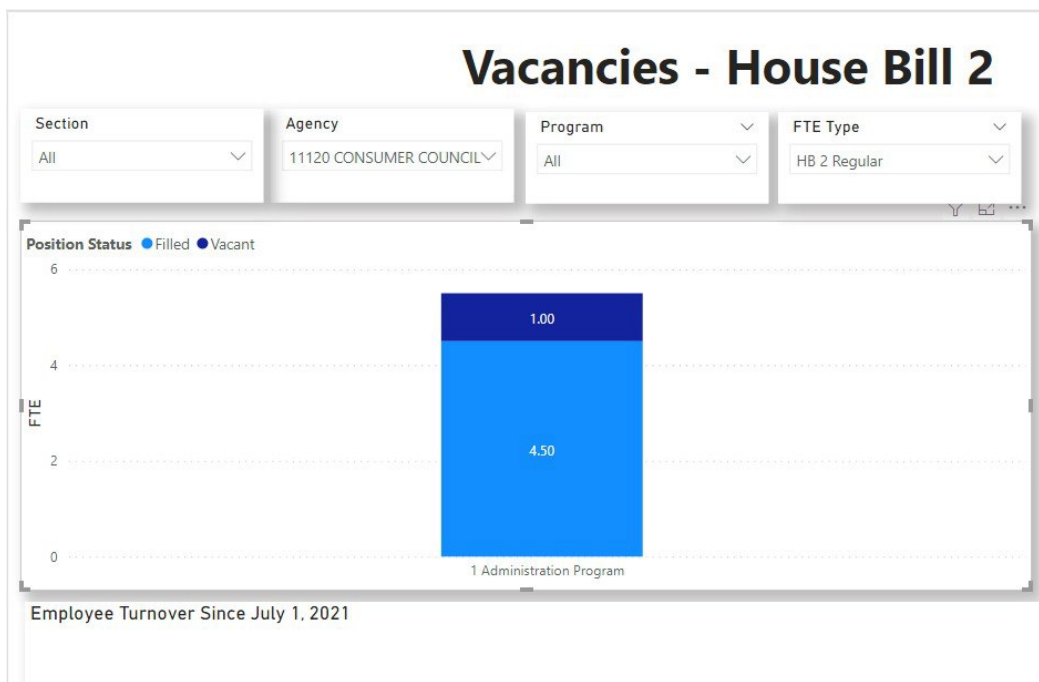 Vacancies - House Bill 2
Section
All
Agency
11120 CONSUMER COUNCIL
Program
All
FTE Type
HB 2 Regular
Position Status Filled Vacant
6
4
2
0
FTE
1.00
4.50
1 Administration Program
Employee Turnover Since July 1, 2021